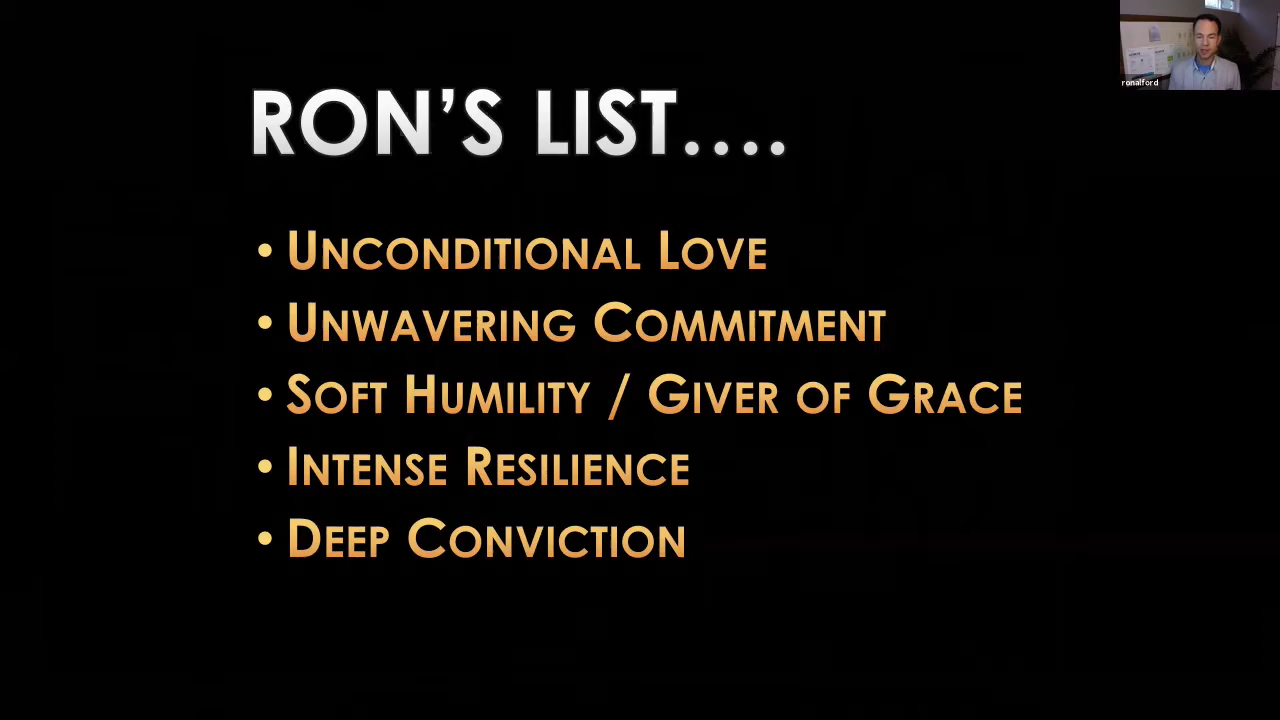 RON'S LIST....
• UNCONDITIONAL LOVE
• UNWAVERING COMMITMENT
• SOFT HUMILITY / GIVER OF GRACE
• INTENSE RESILIENCE
• DEEP CONVICTION
ronalford